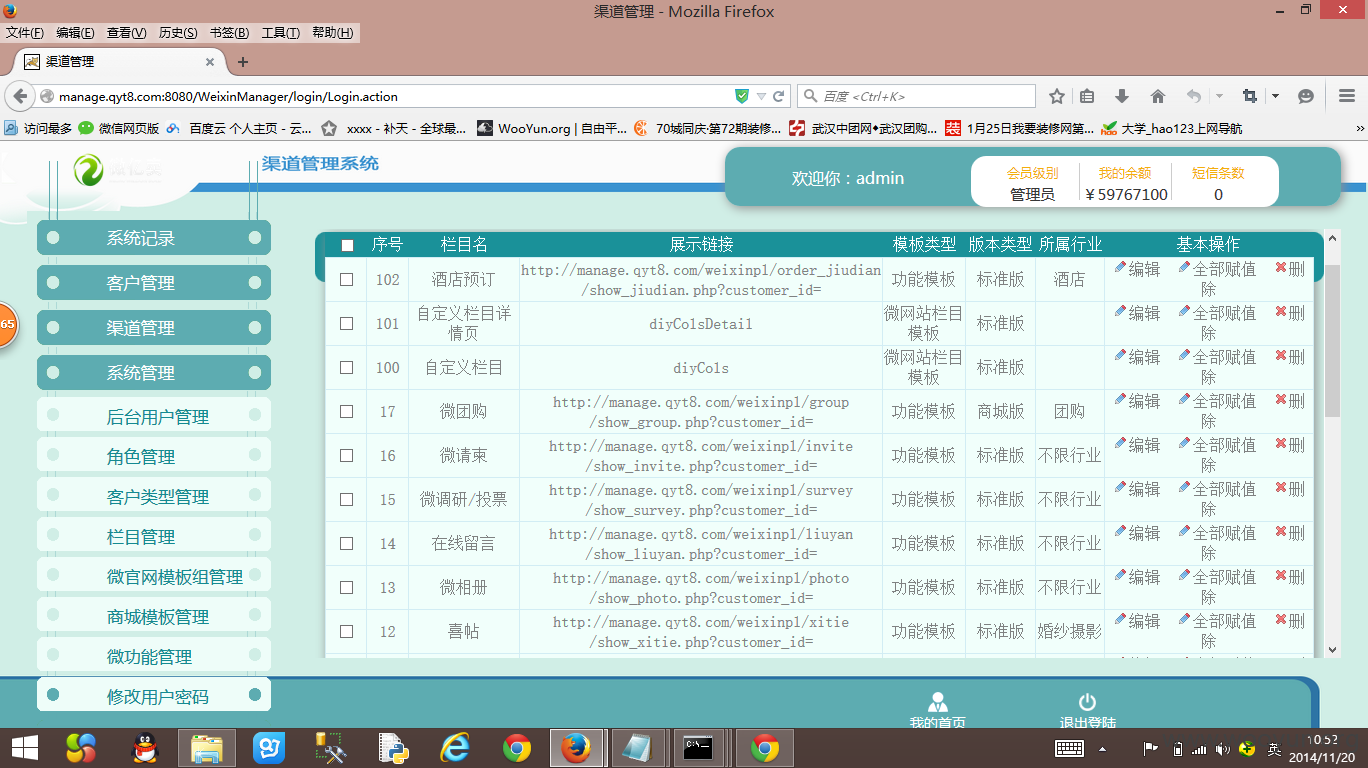 渠道管理 - Mozilla Firefox
文件(F) 编辑(E) 查看(V) 历史(S) 书签(B) 工具(T) 帮助(H)
渠道管理
manage.qyt8.com:8080/WeixinManager/login/Login.action
百度 <Ctrl+K>
访问最多 微信网页版 百度云 个人主页 - 云... xxxx - 补天 - 全球最... WooYun.org | 自由平... 70城同庆·第72期装修... 武汉中团网♦武汉团购... 1月25日我要装修网第... 大学_hao123上网导航
渠道管理系统
欢迎你：admin
会员级别 我的余额 短信条数
管理员 ¥59767100 0
系统记录
客户管理
渠道管理
系统管理
后台用户管理
角色管理
客户类型管理
栏目管理
微官网模板组管理
商城模板管理
微功能管理
修改用户密码
65
序号 栏目名 展示链接 模板类型 版本类型 所属行业 基本操作
102 酒店预订 http://manage.qyt8.com/weixinpl/order_jiudian
/show_jiudian.php?customer_id= 功能模板 标准版 酒店 编辑 全部赋值 删
除
101 自定义栏目详
情页 diyColsDetail 微网站栏目
模板 标准版 编辑 全部赋值 删
除
100 自定义栏目 diyCols 微网站栏目
模板 标准版 编辑 全部赋值 删
除
17 微团购 http://manage.qyt8.com/weixinpl/group
/show_group.php?customer_id= 功能模板 商城版 团购 编辑 全部赋值 删
除
16 微请柬 http://manage.qyt8.com/weixinpl/invite
/show_invite.php?customer_id= 功能模板 标准版 不限行业 编辑 全部赋值 删
除
15 微调研/投票 http://manage.qyt8.com/weixinpl/survey
/show_survey.php?customer_id= 功能模板 标准版 不限行业 编辑 全部赋值 删
除
14 在线留言 http://manage.qyt8.com/weixinpl/liuyan
/show_liuyan.php?customer_id= 功能模板 标准版 不限行业 编辑 全部赋值 删
除
13 微相册 http://manage.qyt8.com/weixinpl/photo
/show_photo.php?customer_id= 功能模板 标准版 不限行业 编辑 全部赋值 删
除
12 喜帖 http://manage.qyt8.com/weixinpl/xitie
/show_xitie.php?customer_id= 功能模板 标准版 婚纱摄影 编辑 全部赋值 删
除
我的首页 退出登陆
英
10:52
2014/11/20